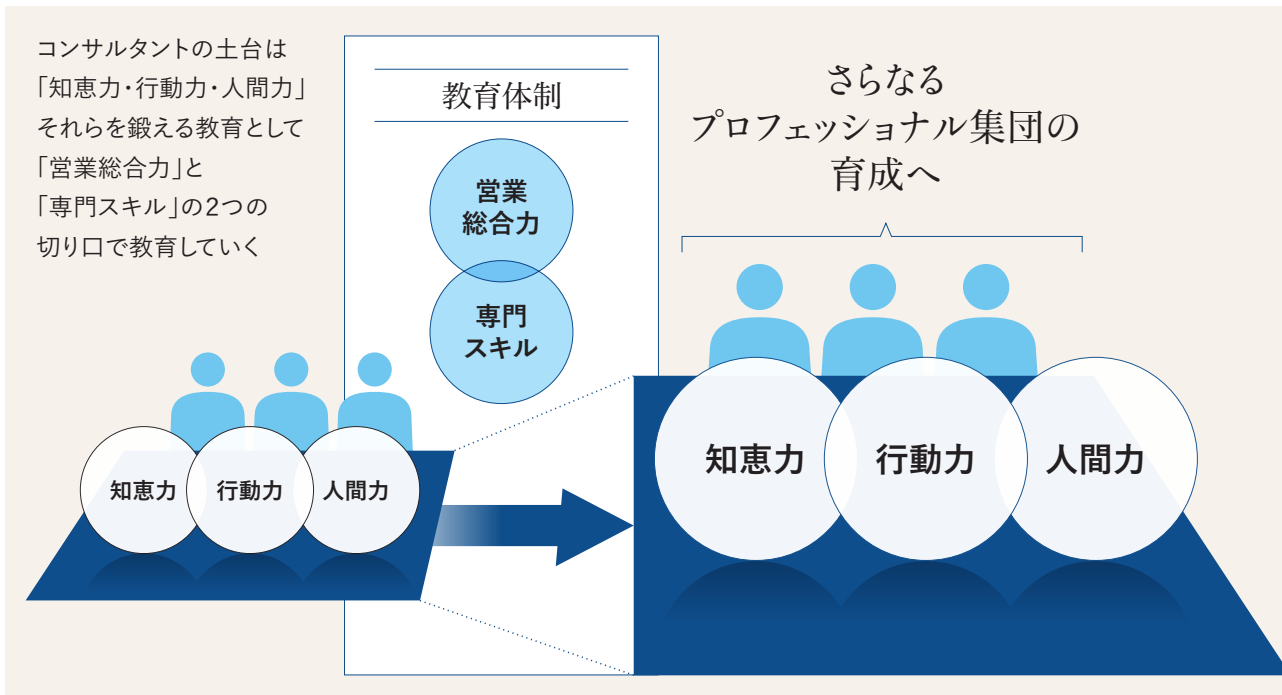 コンサルタントの土台は
「知恵力・行動力・人間力」
それらを鍛える教育として
「営業総合力」と
「専門スキル」の2つの
切り口で教育していく
教育体制
営業
総合力
専門
スキル
さらなる
プロフェッショナル集団の
育成へ
知恵力
行動力
人間力
知恵力
行動力
人間力